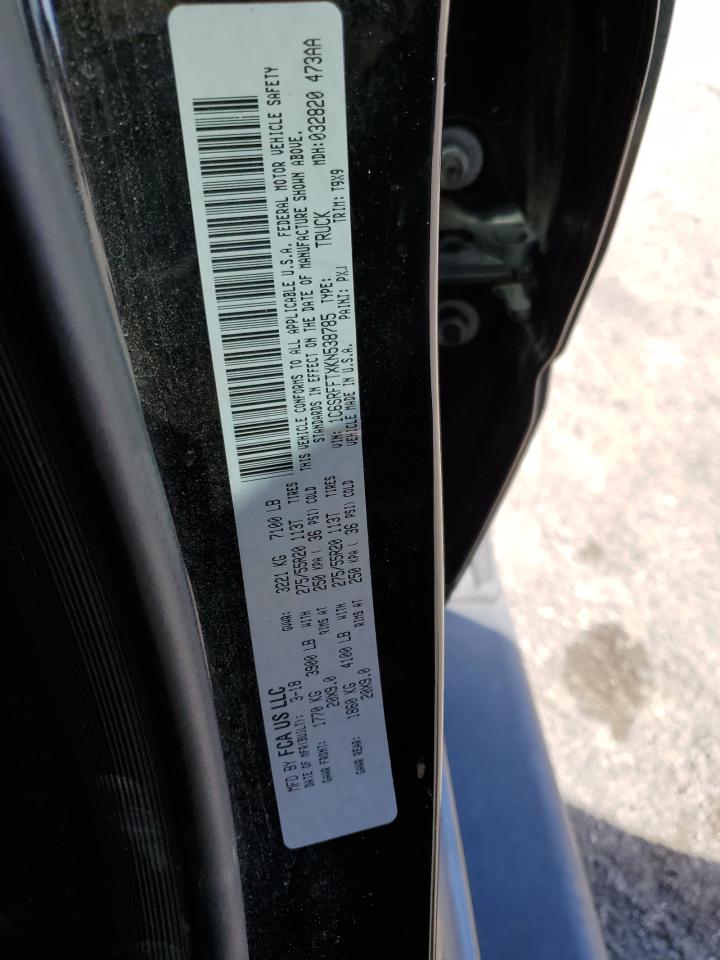 MFD BY FCA US LLC
DATE OF MFR(BUILT): 3-18 GVWR: 3221 KG 7100 LB
GAWR FRONT: 1770 KG 3900 LB WITH 275/55R20 113T TIRES
20X9.0 RIMS AT 250 KPA ( 36 PSI) COLD
GAWR REAR: 1860 KG 4100 LB WITH 275/55R20 113T TIRES
20X9.0 RIMS AT 250 KPA ( 36 PSI) COLD
THIS VEHICLE CONFORMS TO ALL APPLICABLE U.S.A. FEDERAL MOTOR VEHICLE SAFETY
STANDARDS IN EFFECT ON THE DATE OF MANUFACTURE SHOWN ABOVE.
VIN: 1C6SRFFTXKN538785 TYPE: TRUCK MDH:032820 473AA
VEHICLE MADE IN U.S.A. PAINT: PXJ TRIM: T9X9